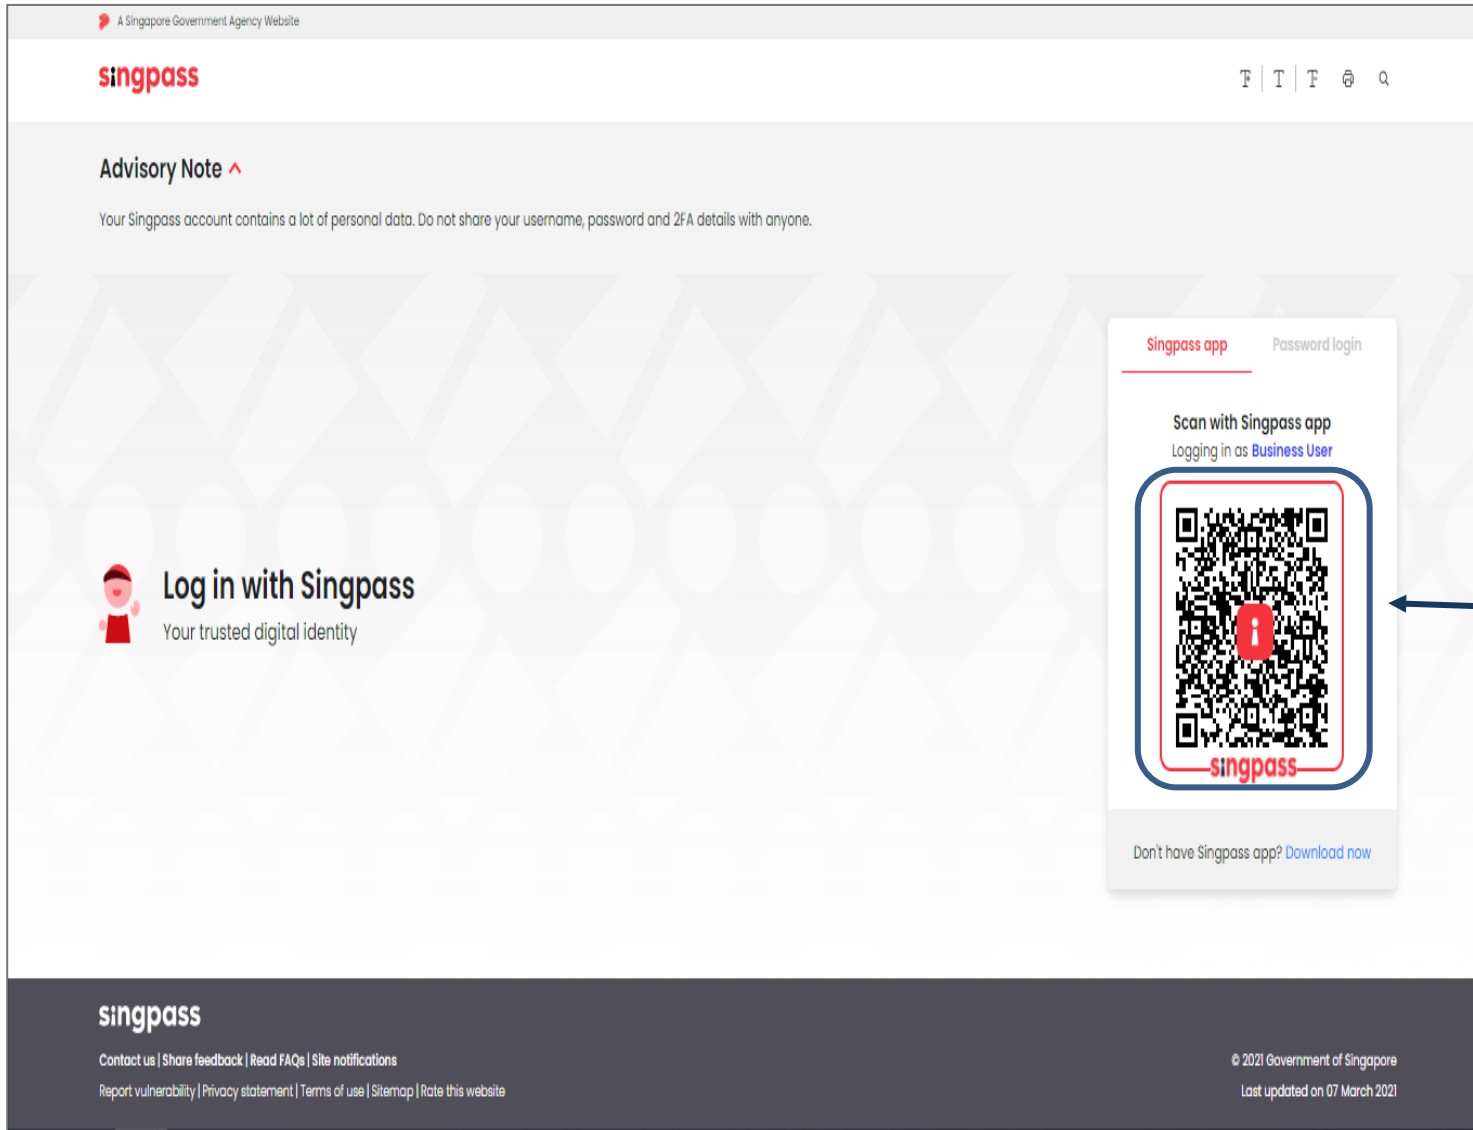 A Singapore Government Agency Website
singpass
Advisory Note
Your Singpass account contains a lot of personal data. Do not share your username, password and 2FA details with anyone.
Singpass app
Password login
Scan with Singpass app
Logging in as Business User
singpass
Log in with Singpass
Your trusted digital identity
Don't have Singpass app? Download now
singpass
Contact us | Share feedback | Read FAQs | Site notifications
Report vulnerability | Privacy statement | Terms of use | Sitemap | Rate this website
© 2021 Government of Singapore
Last updated on 07 March 2021